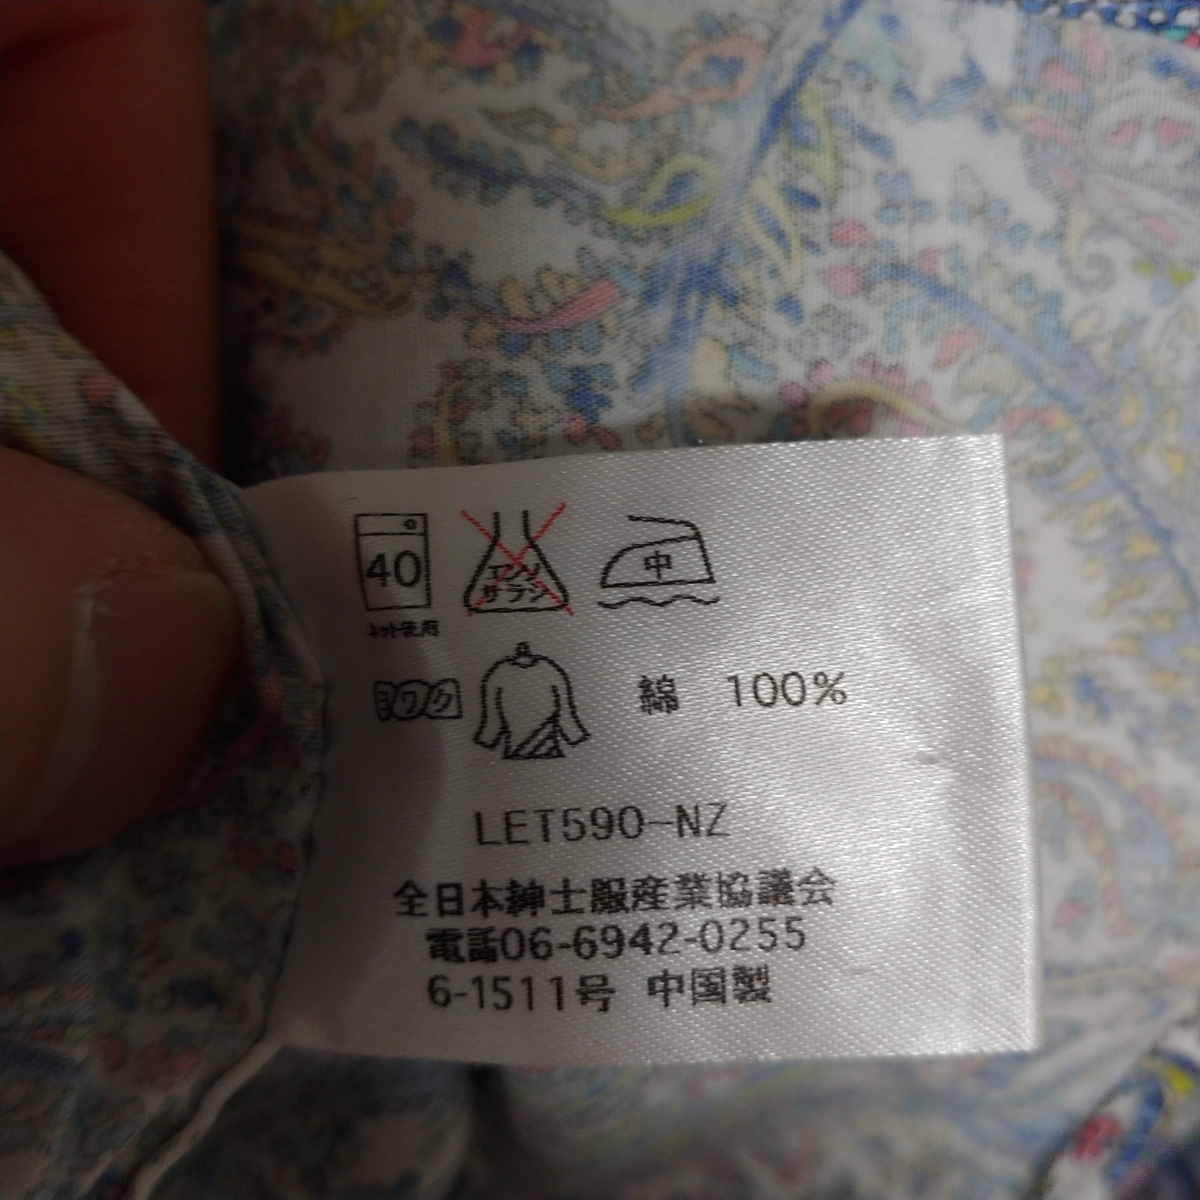 40
エンソ
サラシ
中
ネット使用
ヨワク
綿 100%
LET590-NZ
全日本紳士服産業協議会
電話06-6942-0255
6-1511号 中国製